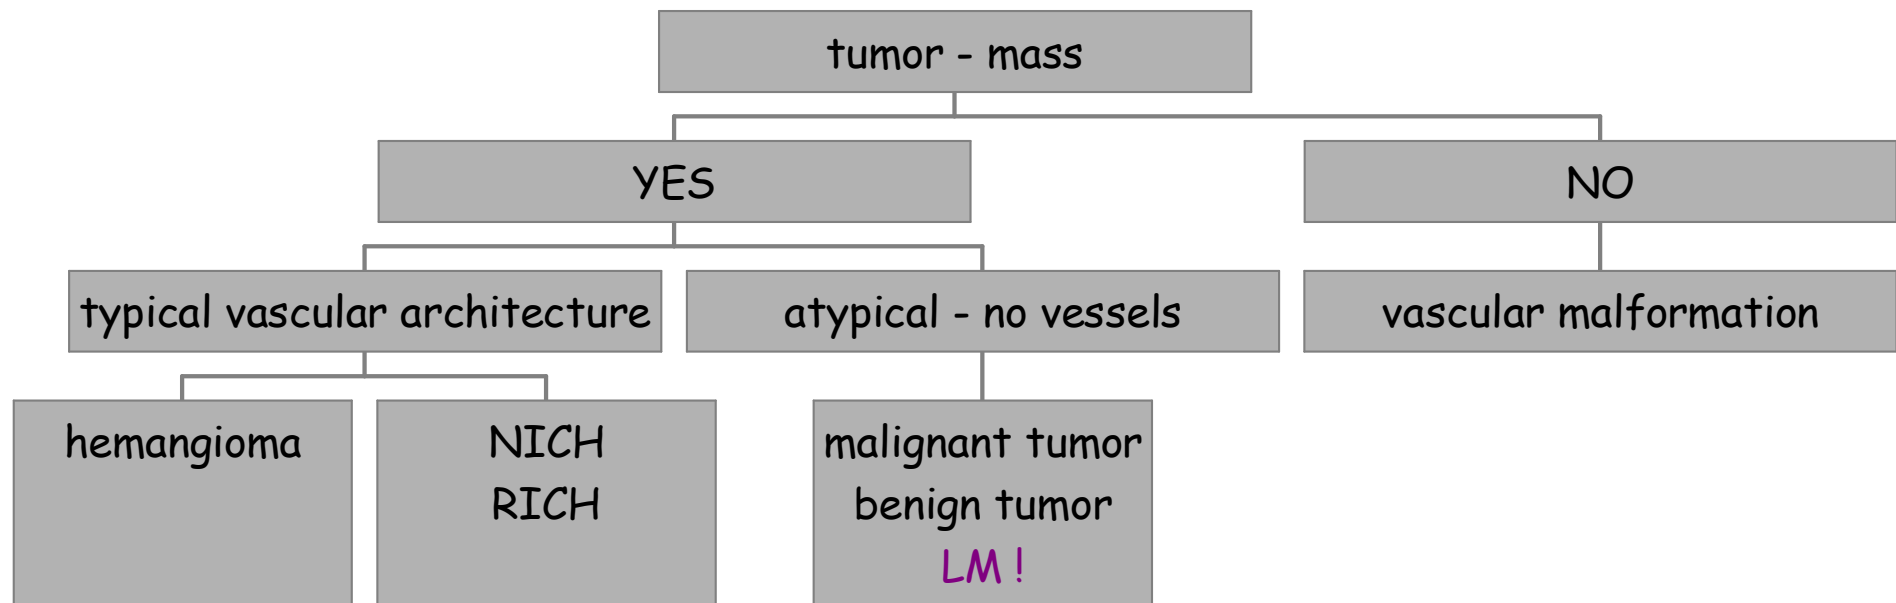 tumor - mass
YES
NO
typical vascular architecture
atypical - no vessels
vascular malformation
hemangioma
NICH
RICH
malignant tumor
benign tumor
LM !